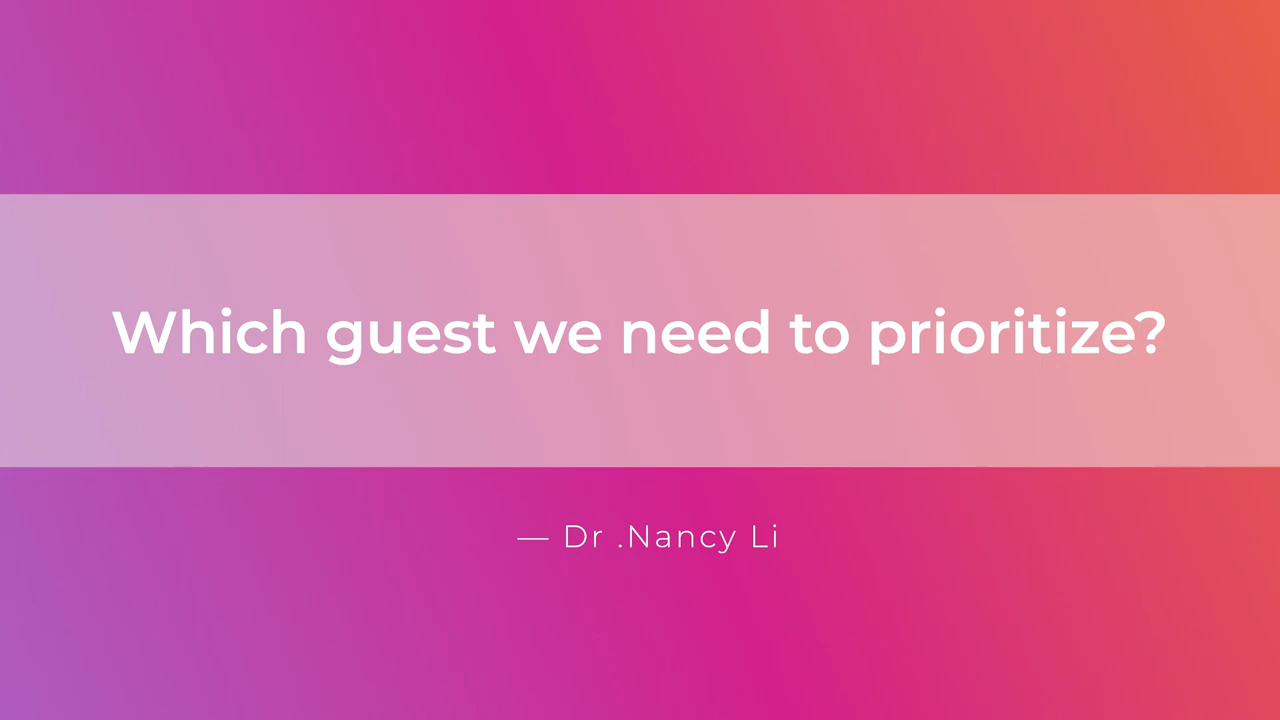 Which guest we need to prioritize?
— Dr .Nancy Li